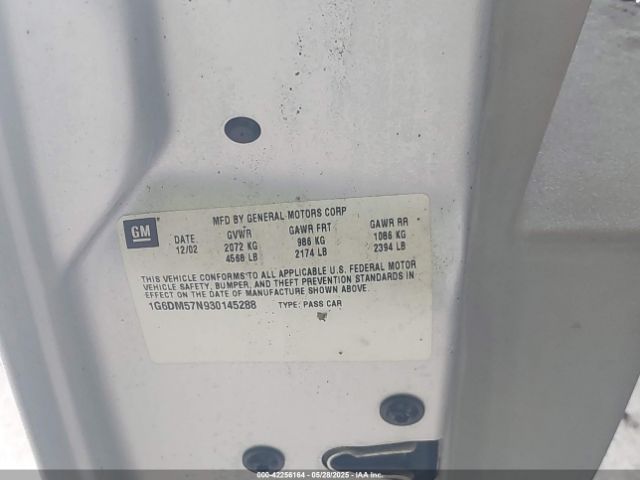 GM
MFD BY GENERAL MOTORS CORP
DATE GVWR GAWR FRT GAWR RR
12/02 2072 KG 986 KG 1086 KG
4568 LB 2174 LB 2394 LB
THIS VEHICLE CONFORMS TO ALL APPLICABLE U.S. FEDERAL MOTOR
VEHICLE SAFETY, BUMPER, AND THEFT PREVENTION STANDARDS IN
EFFECT ON THE DATE OF MANUFACTURE SHOWN ABOVE.
1G6DM57N930145288 TYPE: PASS CAR
000-42256164 | 05/28/2025 | IAAI, Inc.